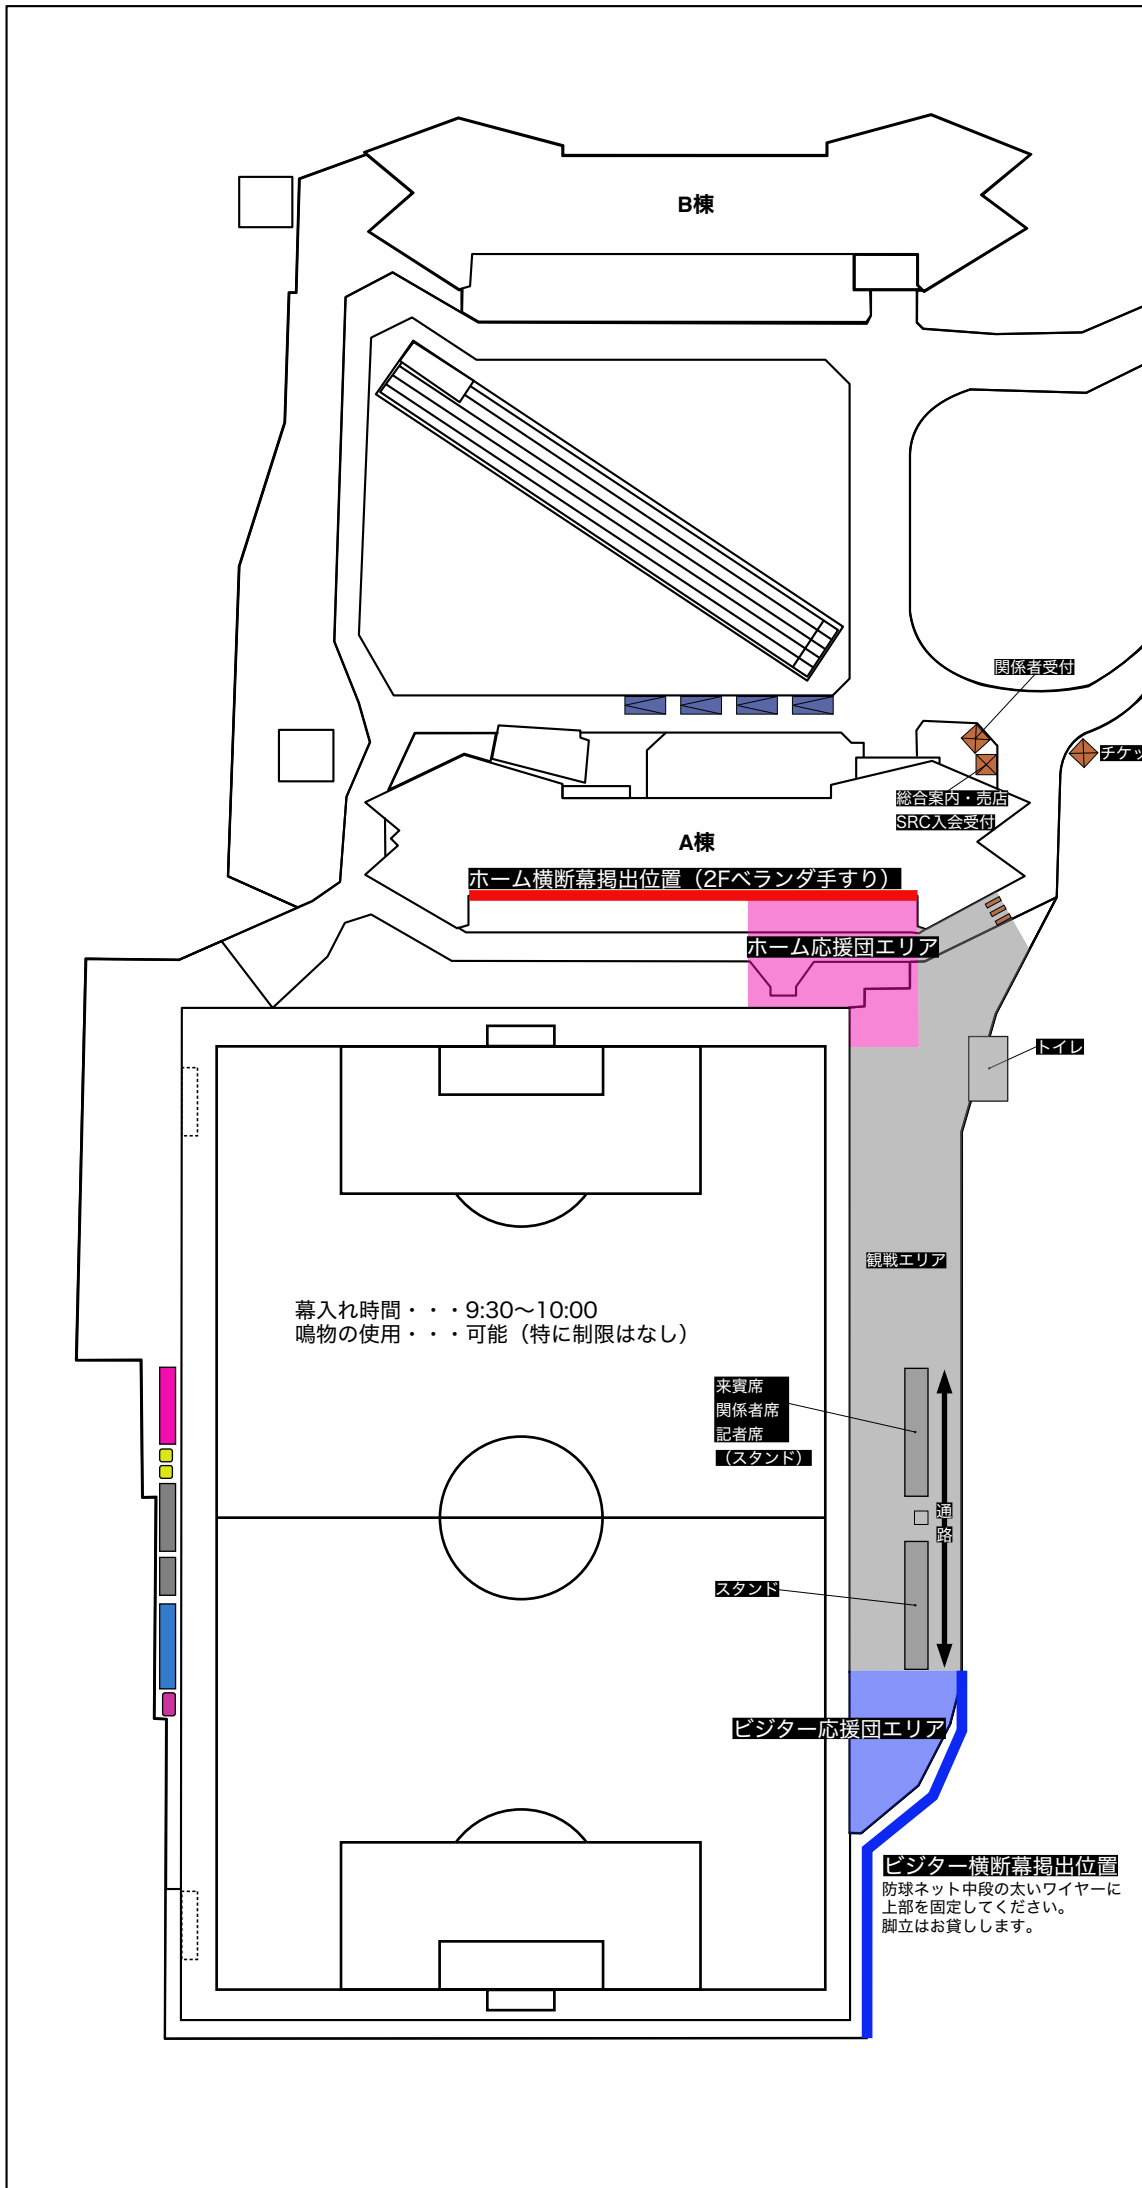 B棟
関係者受付
チケッ
総合案内・売店
SRC入会受付
A棟
ホーム横断幕掲出位置（2Fベランダ手すり）
ホーム応援団エリア
トイレ
観戦エリア
幕入れ時間・・・9:30〜10:00
鳴物の使用・・・可能（特に制限はなし）
来賓席
関係者席
記者席
（スタンド）
通路
スタンド
ビジター応援団エリア
ビジター横断幕掲出位置
防球ネット中段の太いワイヤーに
上部を固定してください。
脚立はお貸しします。